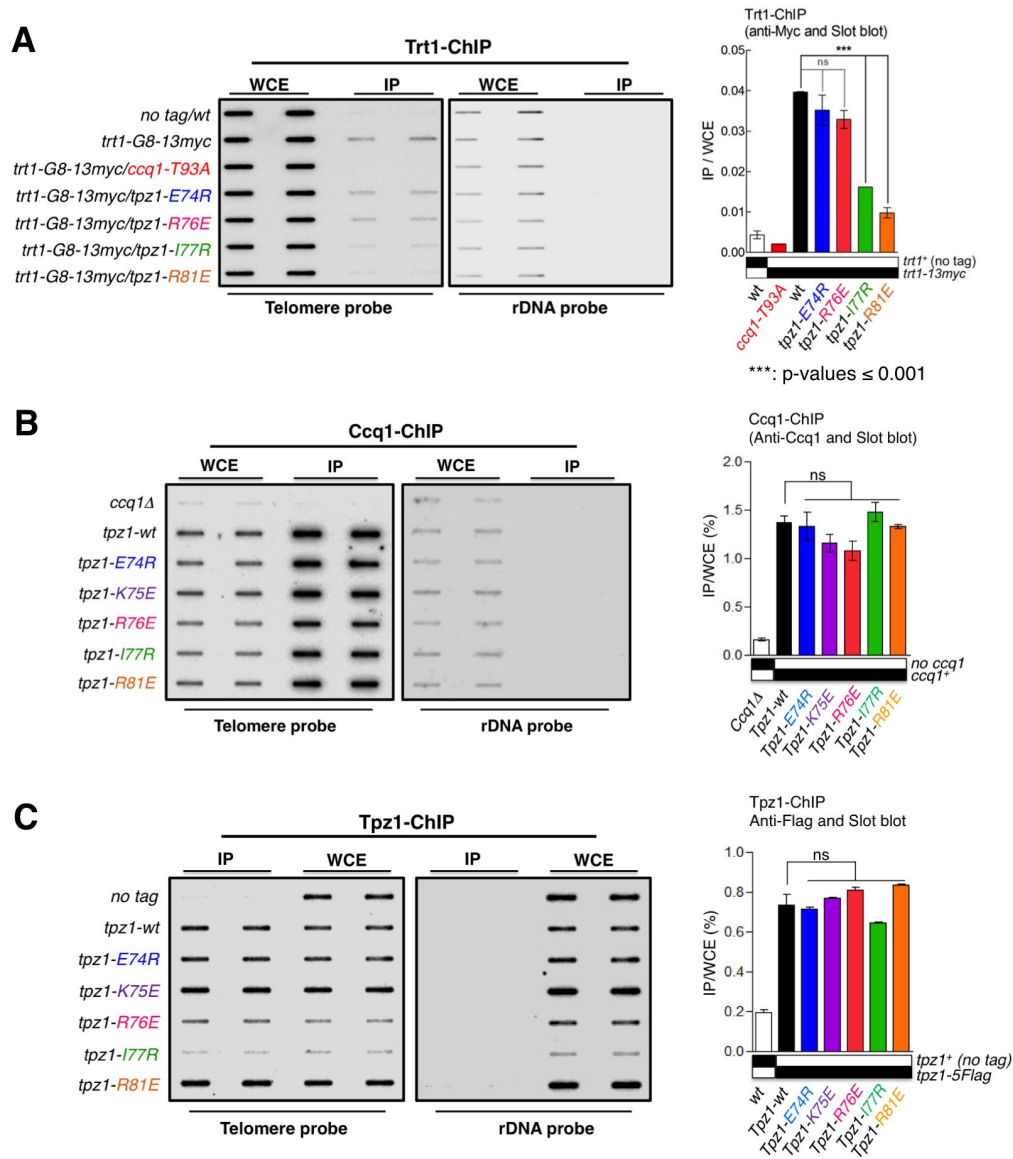 A
Trt1-ChIP
WCE IP WCE IP
no tag/wt
trt1-G8-13myc
trt1-G8-13myc/ccq1-T93A
trt1-G8-13myc/tpz1-E74R
trt1-G8-13myc/tpz1-R76E
trt1-G8-13myc/tpz1-I77R
trt1-G8-13myc/tpz1-R81E
Telomere probe rDNA probe
Trt1-ChIP
(anti-Myc and Slot blot)
IP / WCE
0.05
0.04
0.03
0.02
0.01
0.00
***
ns
trt1⁺ (no tag)
trt1-13myc
wt
ccq1-T93A
wt
tpz1-E74R
tpz1-R76E
tpz1-I77R
tpz1-R81E
***: p-values ≤ 0.001
B
Ccq1-ChIP
WCE IP WCE IP
ccq1Δ
tpz1-wt
tpz1-E74R
tpz1-K75E
tpz1-R76E
tpz1-I77R
tpz1-R81E
Telomere probe rDNA probe
Ccq1-ChIP
(Anti-Ccq1 and Slot blot)
IP/WCE (%)
2.0
1.5
1.0
0.5
0.0
ns
no ccq1
ccq1⁺
Ccq1Δ
Tpz1-wt
Tpz1-E74R
Tpz1-K75E
Tpz1-R76E
Tpz1-I77R
Tpz1-R81E
C
Tpz1-ChIP
IP WCE IP WCE
no tag
tpz1-wt
tpz1-E74R
tpz1-K75E
tpz1-R76E
tpz1-I77R
tpz1-R81E
Telomere probe rDNA probe
Tpz1-ChIP
Anti-Flag and Slot blot
IP/WCE (%)
1.0
0.8
0.6
0.4
0.2
0.0
ns
tpz1⁺ (no tag)
tpz1-5Flag
wt
Tpz1-wt
Tpz1-E74R
Tpz1-K75E
Tpz1-R76E
Tpz1-I77R
Tpz1-R81E